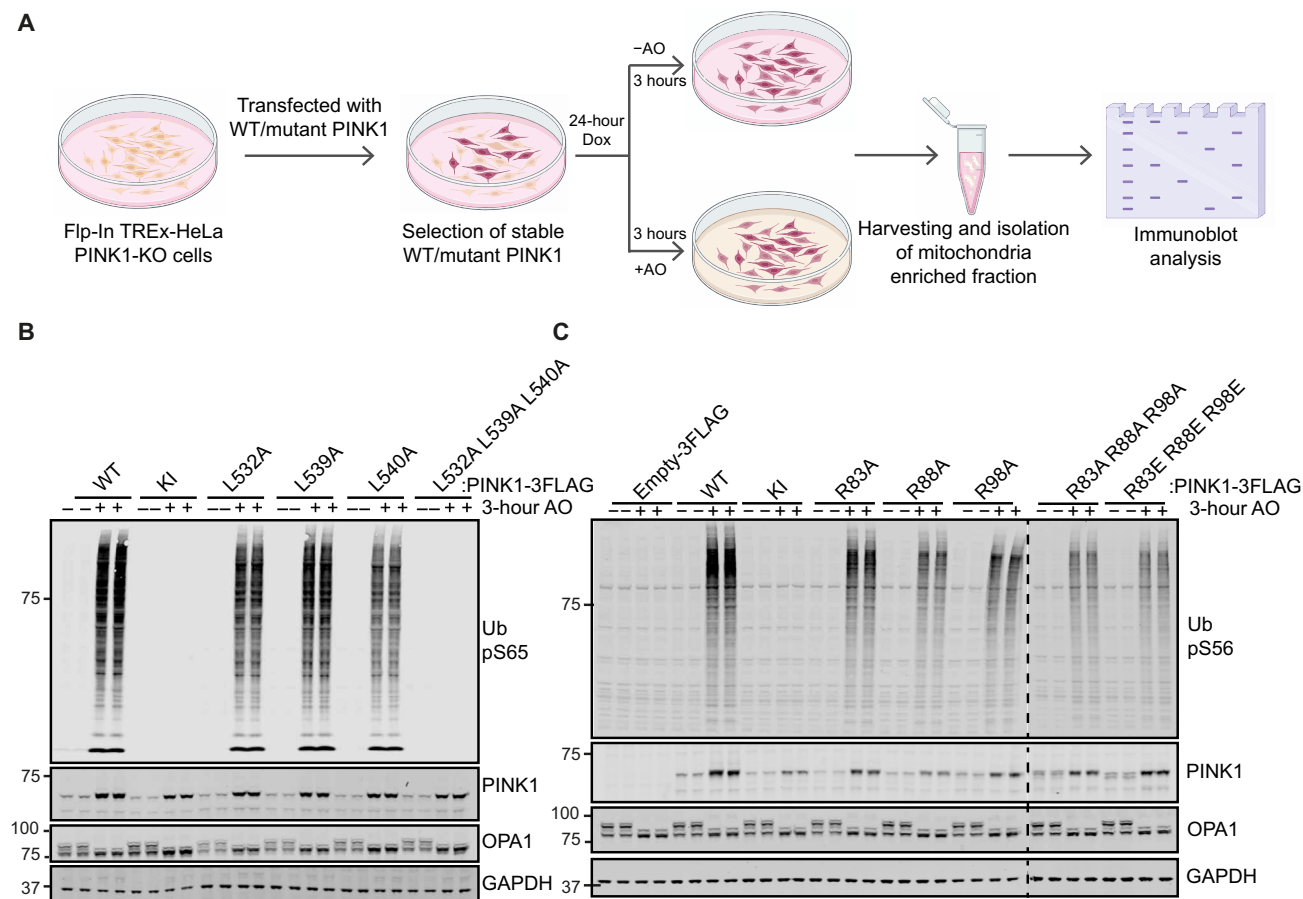 A
Flp-In TREx-HeLa
PINK1-KO cells
Transfected with
WT/mutant PINK1
Selection of stable
WT/mutant PINK1
24-hour
Dox
−AO
3 hours
3 hours
+AO
Harvesting and isolation
of mitochondria
enriched fraction
Immunoblot
analysis
B
WT KI L532A L539A L540A L532A L539A L540A :PINK1-3FLAG
− − + + − − + + − − + + − − + + − − + + − − + + 3-hour AO
75
Ub
pS65
75
PINK1
100
75
OPA1
37
GAPDH
C
Empty-3FLAG WT KI R83A R88A R98A R83A R88A R98A R83E R88E R98E :PINK1-3FLAG
− − + + − − + + − − + + − − + + − − + + − − + + − − + + − − + + 3-hour AO
75
Ub
pS56
75
PINK1
100
75
OPA1
37
GAPDH